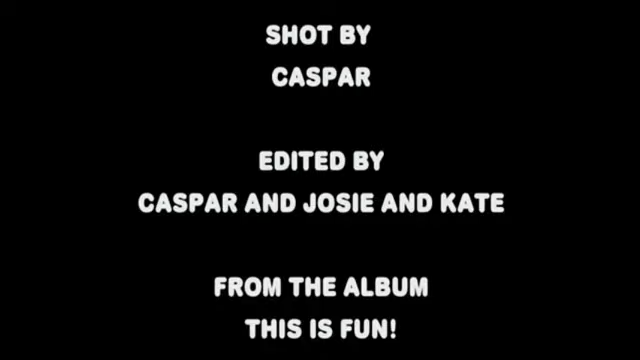 SHOT BY
CASPAR
EDITED BY
CASPAR AND JOSIE AND KATE
FROM THE ALBUM
THIS IS FUN!